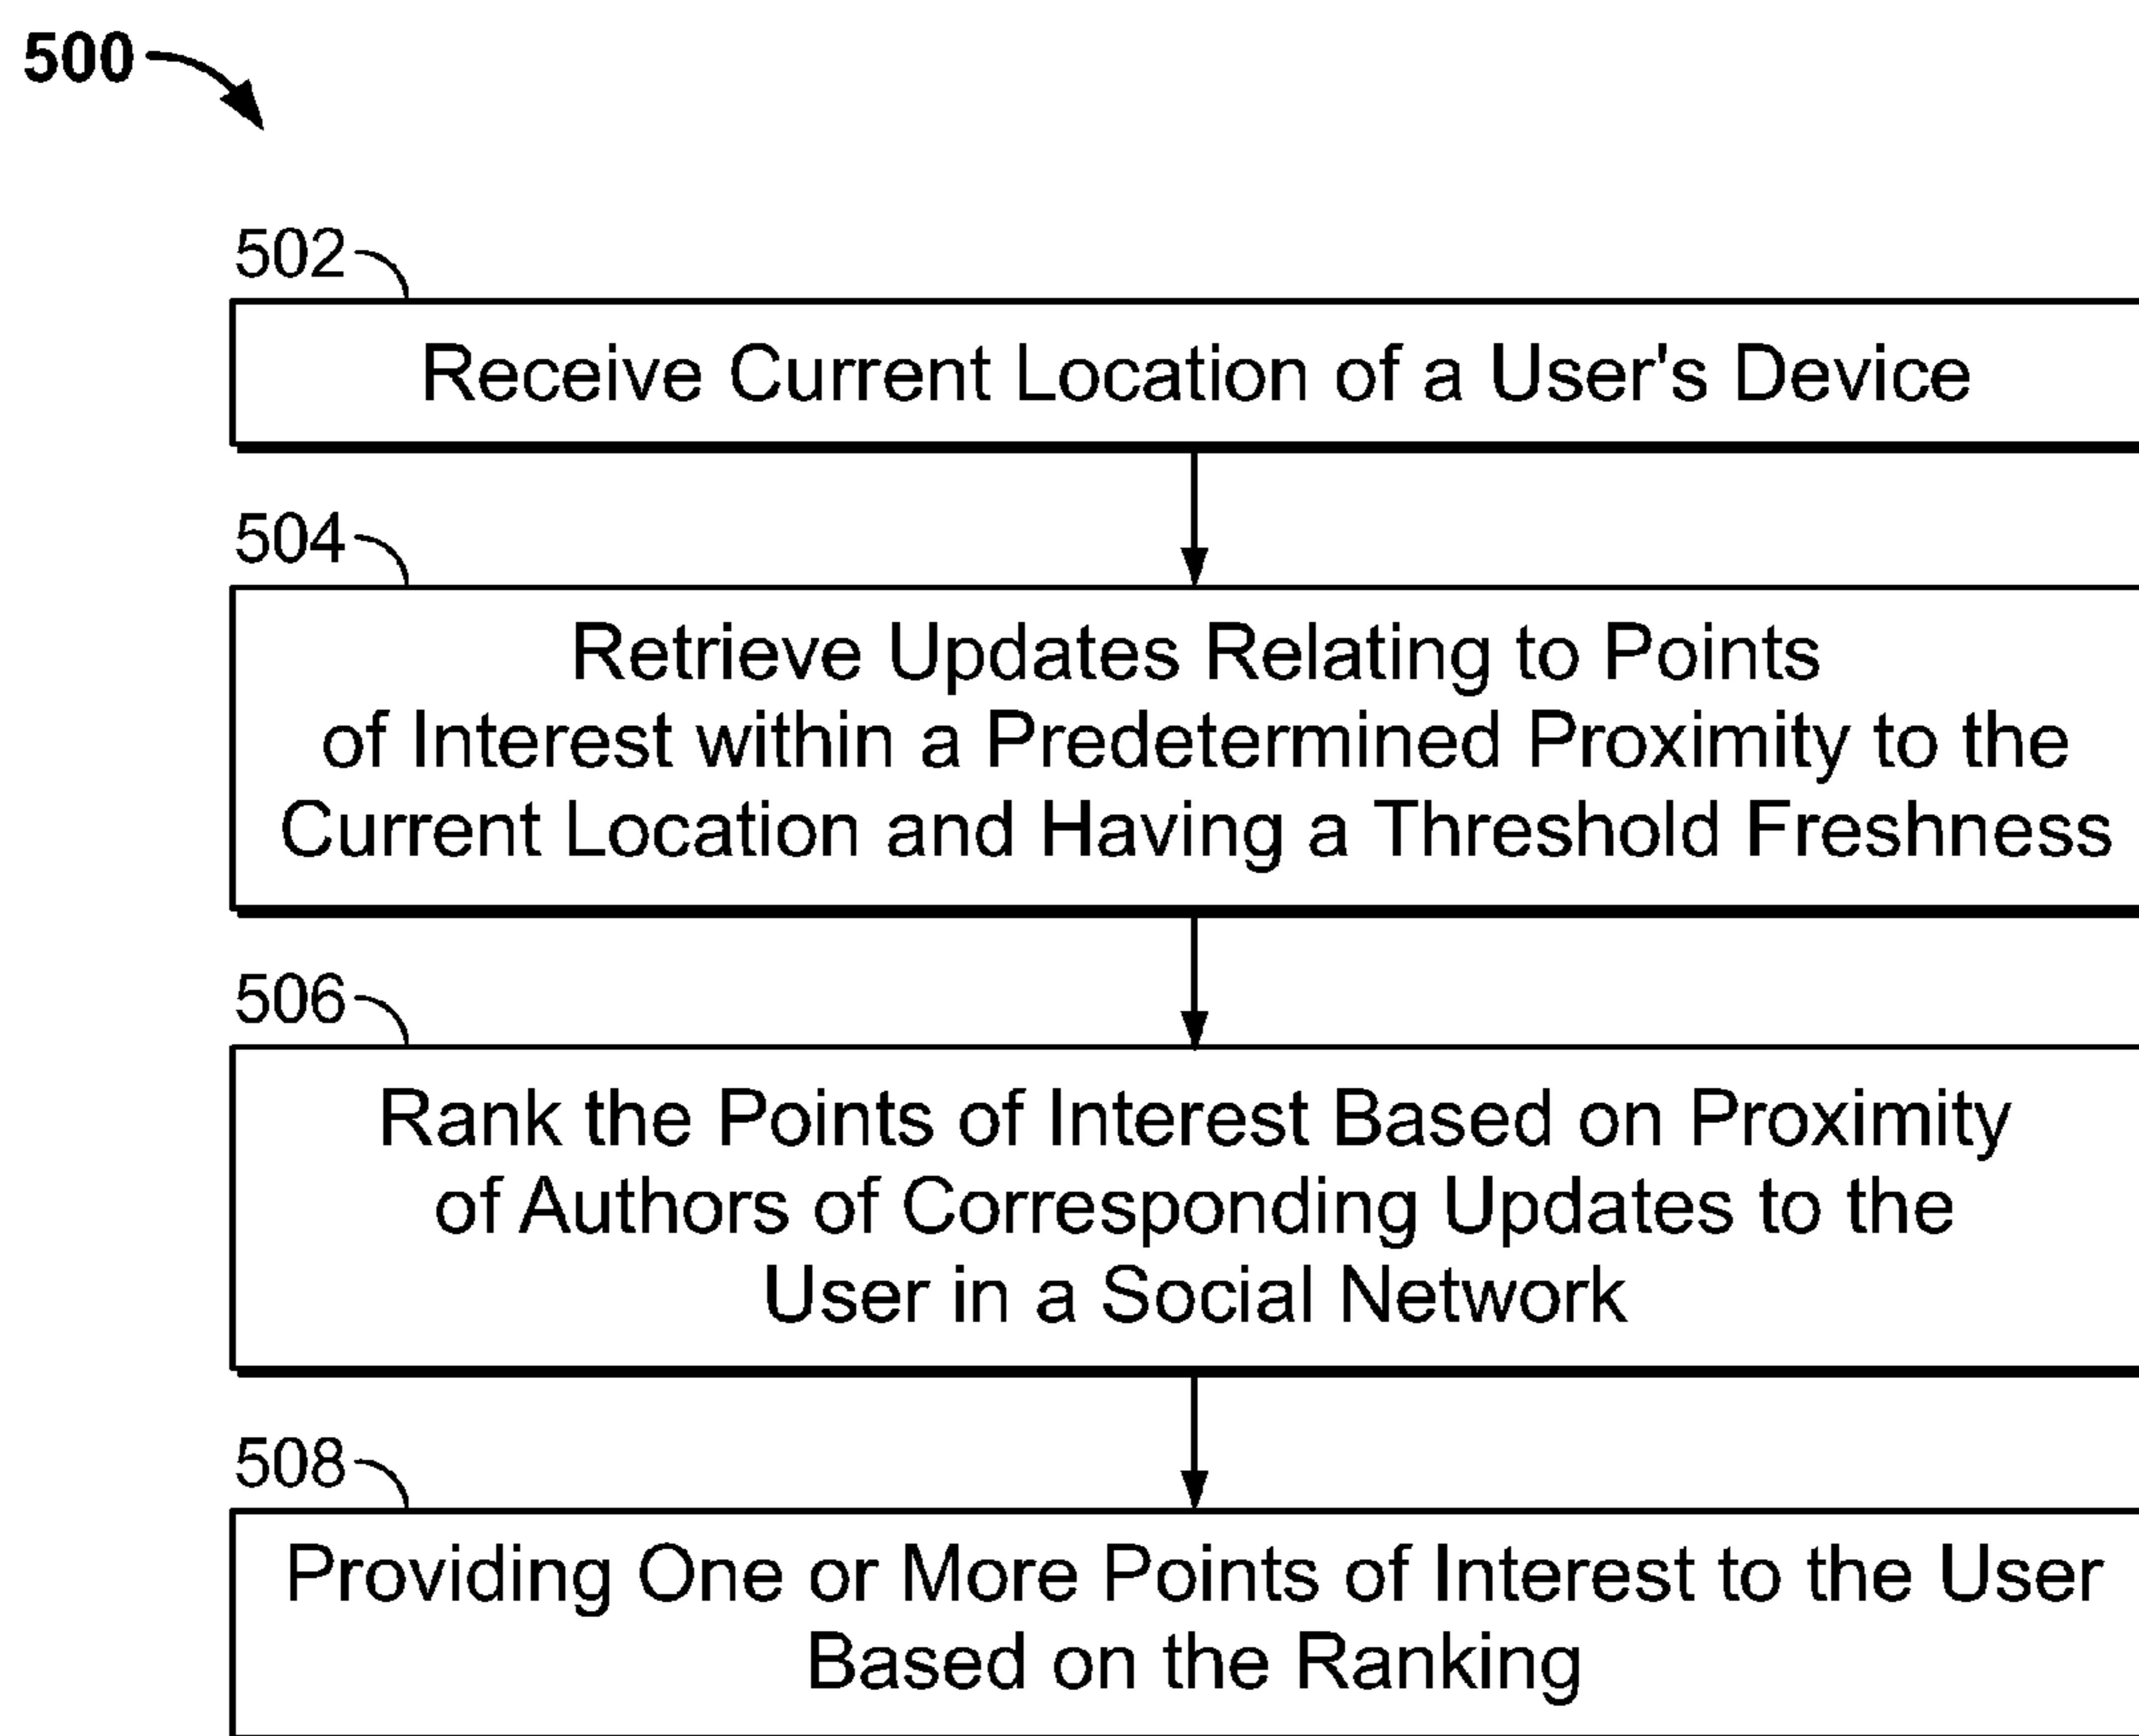 500
502
Receive Current Location of a User's Device
504
Retrieve Updates Relating to Points
of Interest within a Predetermined Proximity to the
Current Location and Having a Threshold Freshness
506
Rank the Points of Interest Based on Proximity
of Authors of Corresponding Updates to the
User in a Social Network
508
Providing One or More Points of Interest to the User
Based on the Ranking